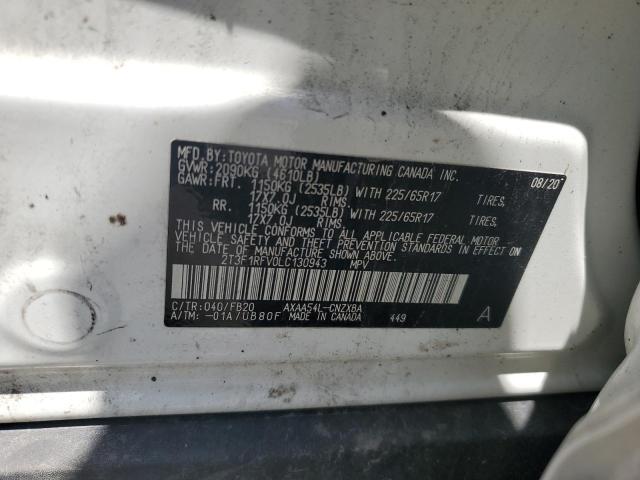 MFD.BY:TOYOTA MOTOR MANUFACTURING CANADA INC. 08/20
GVWR:2090KG (4610LB)
GAWR:FRT. 1150KG (2535LB) WITH 225/65R17 TIRES,
17X7.0J RIMS.
RR. 1150KG (2535LB) WITH 225/65R17 TIRES,
17X7.0J RIMS.
THIS VEHICLE CONFORMS TO ALL APPLICABLE FEDERAL MOTOR
VEHICLE SAFETY AND THEFT PREVENTION STANDARDS IN
EFFECT ON THE DATE OF MANUFACTURE SHOWN ABOVE.
2T3F1RFV0LC130943 MPV
C/TR:040/FB20 AXAA54L-CNZXBA
A/TM:-01A/UB80F MADE IN CANADA 449 A